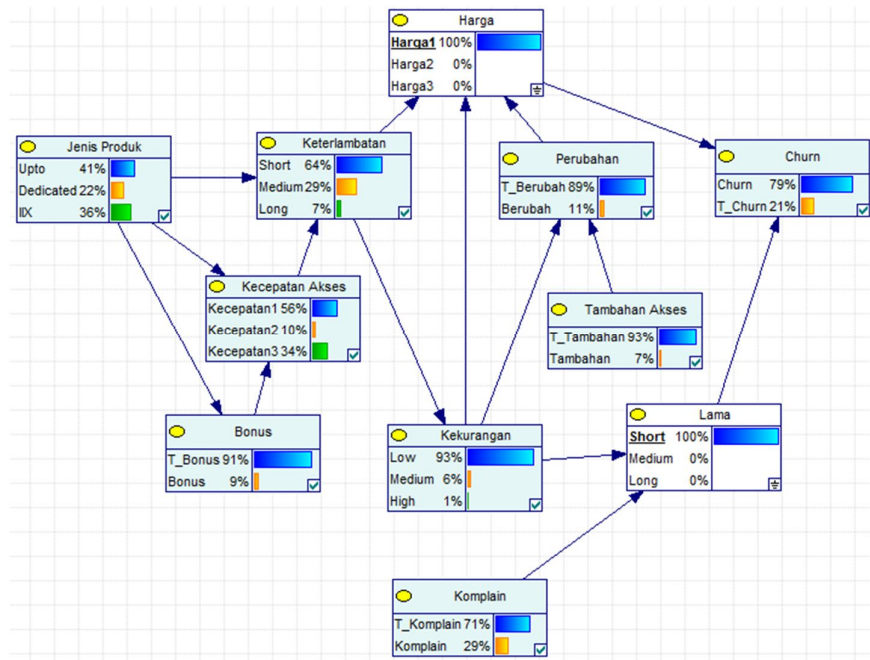 Harga
Harga1 100%
Harga2 0%
Harga3 0%
Jenis Produk
Upto 41%
Dedicated 22%
IIX 36%
Keterlambatan
Short 64%
Medium 29%
Long 7%
Perubahan
T_Berubah 89%
Berubah 11%
Churn
Churn 79%
T_Churn 21%
Kecepatan Akses
Kecepatan1 56%
Kecepatan2 10%
Kecepatan3 34%
Tambahan Akses
T_Tambahan 93%
Tambahan 7%
Bonus
T_Bonus 91%
Bonus 9%
Kekurangan
Low 93%
Medium 6%
High 1%
Lama
Short 100%
Medium 0%
Long 0%
Komplain
T_Komplain 71%
Komplain 29%